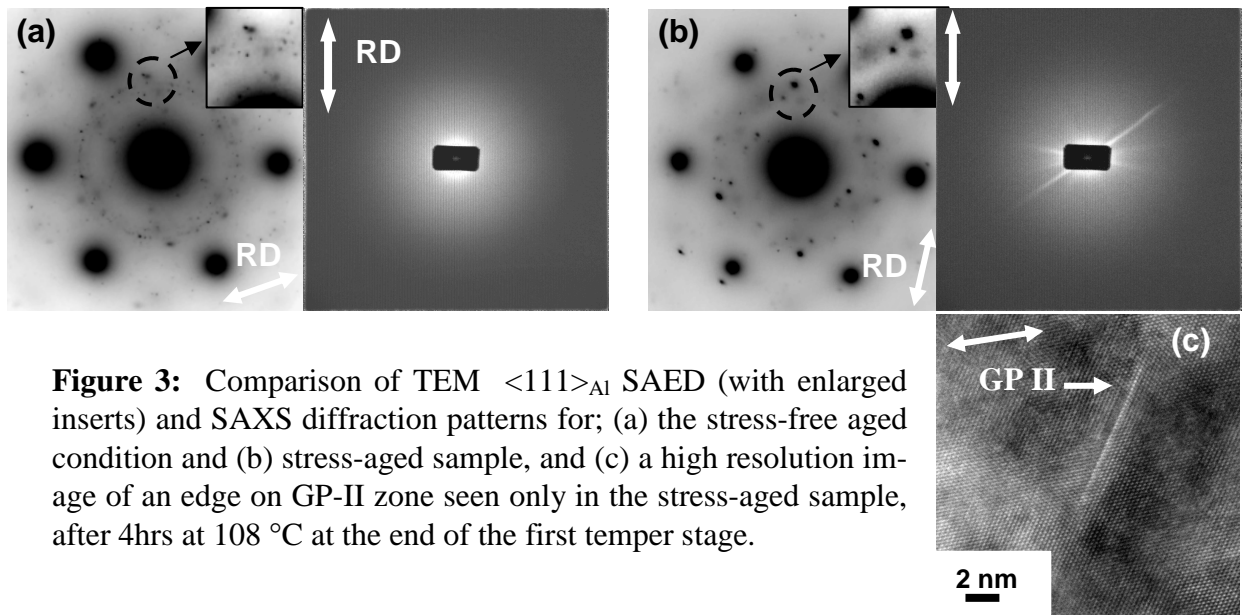 (a)
RD
RD
(b)
RD
(c)
GP II
2 nm
Figure 3: Comparison of TEM <111>Al SAED (with enlarged
inserts) and SAXS diffraction patterns for; (a) the stress-free aged
condition and (b) stress-aged sample, and (c) a high resolution im-
age of an edge on GP-II zone seen only in the stress-aged sample,
after 4hrs at 108 °C at the end of the first temper stage.